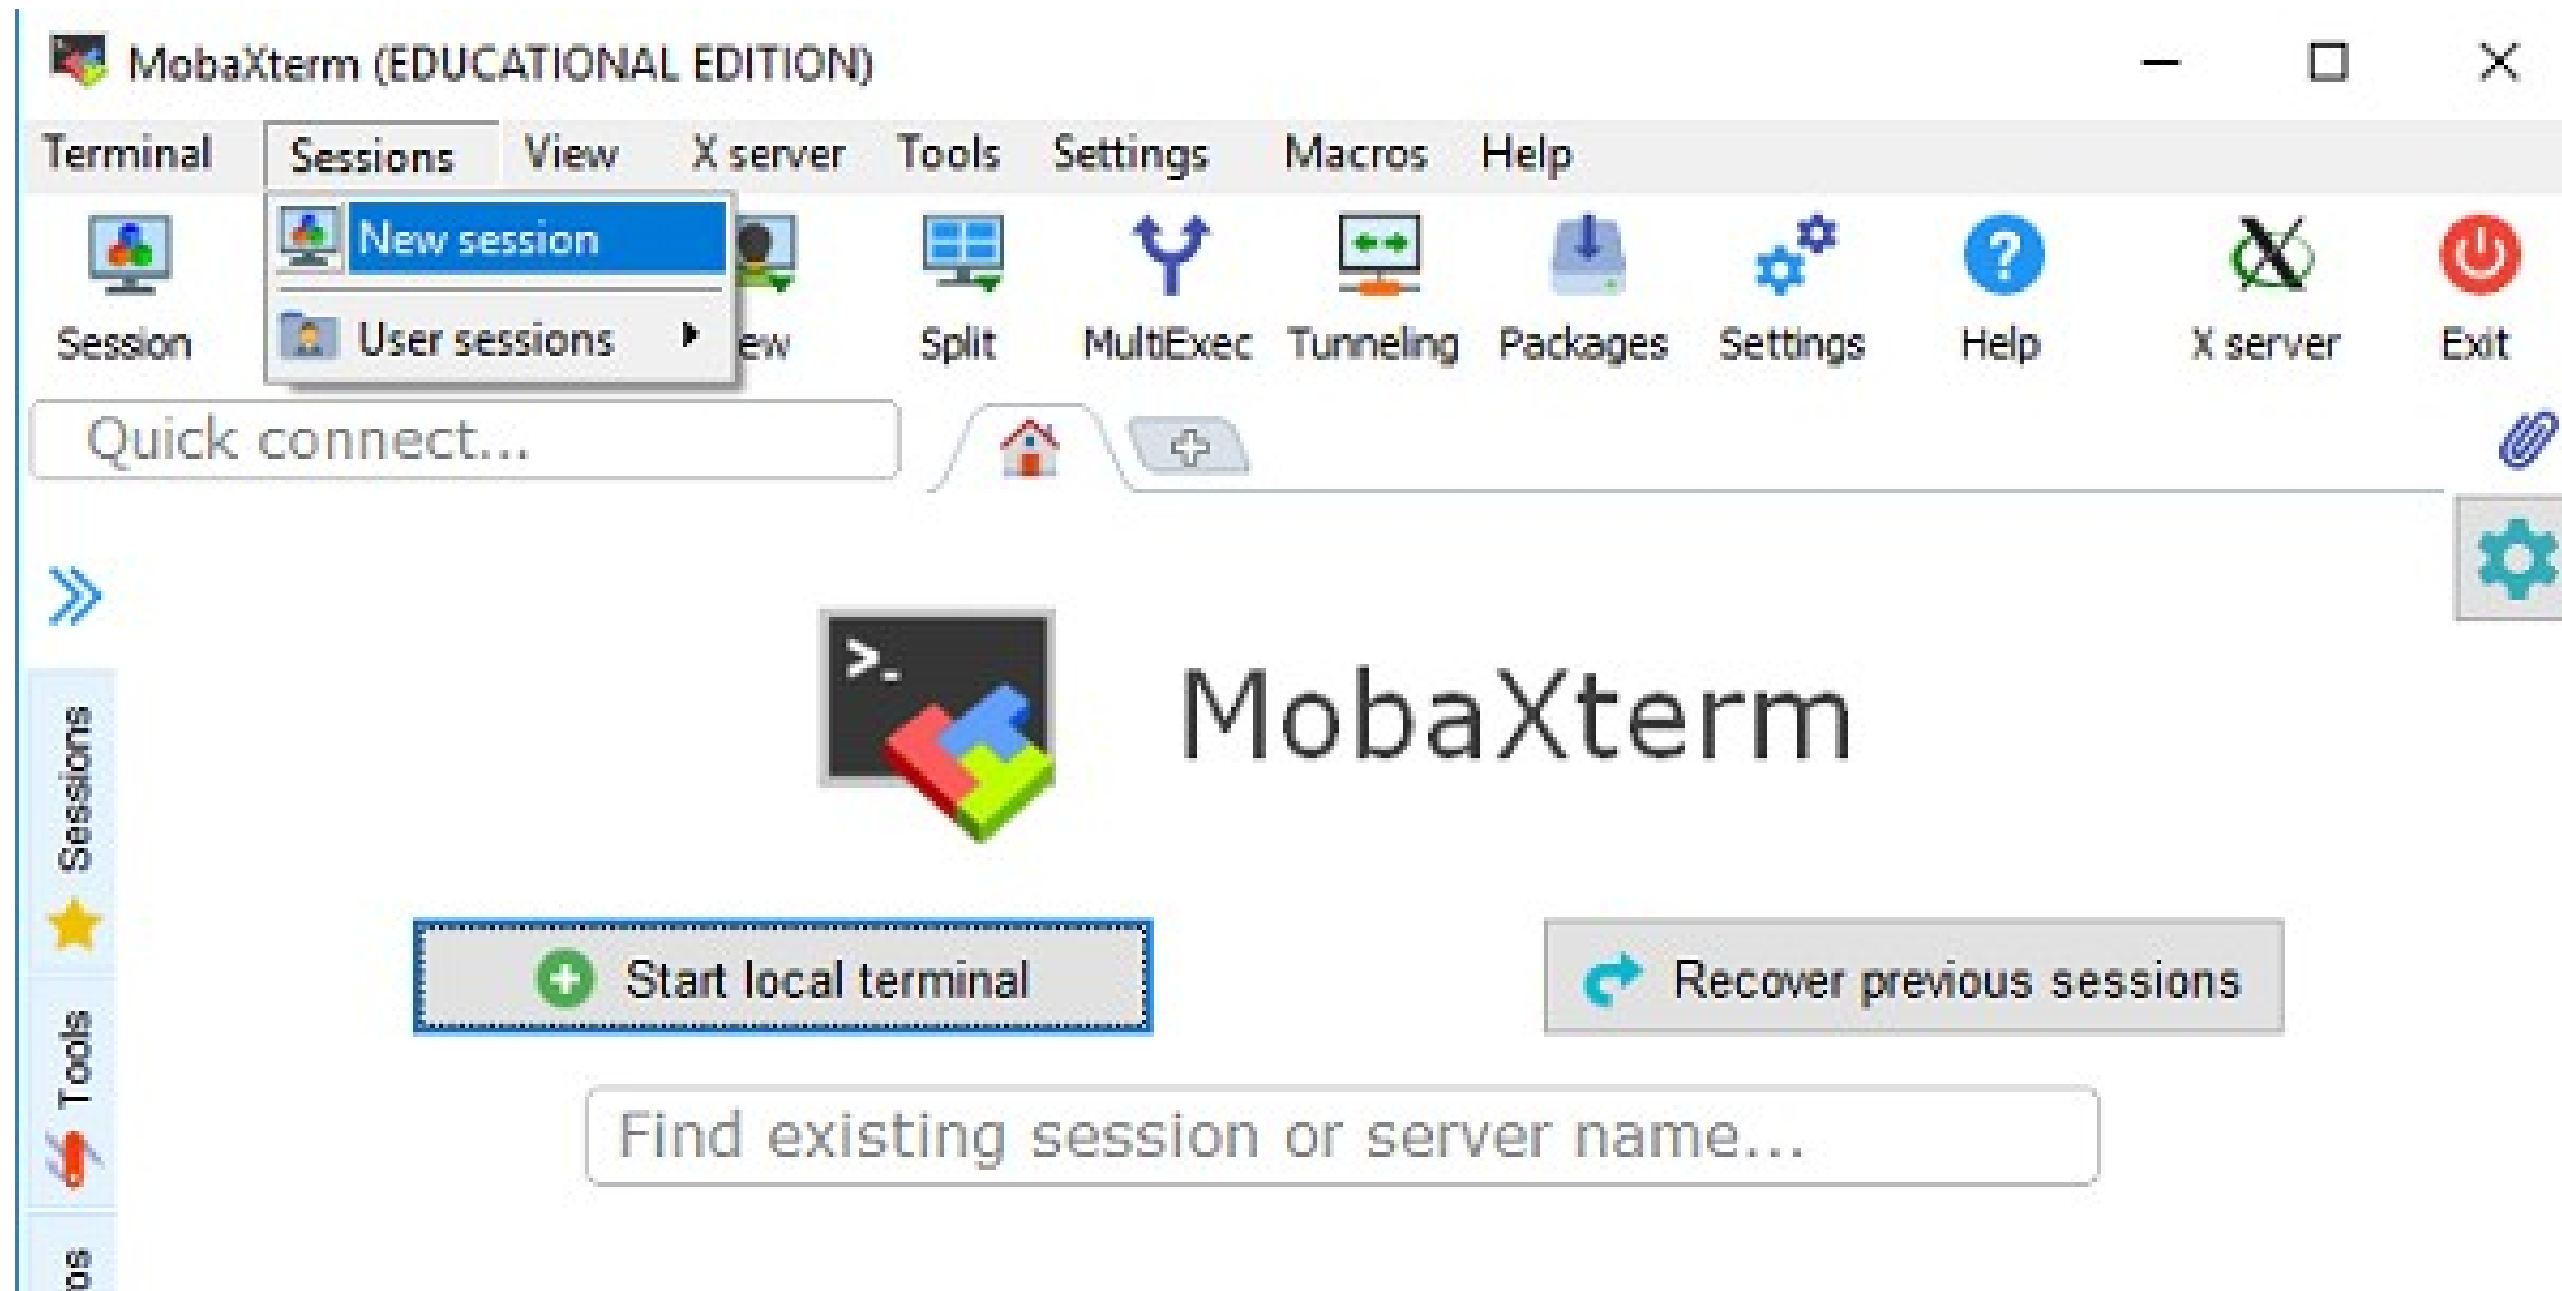 MobaXterm (EDUCATIONAL EDITION)
Terminal Sessions View X server Tools Settings Macros Help
New session
User sessions
Session Split MultiExec Tunneling Packages Settings Help X server Exit
Quick connect...
>_
MobaXterm
Sessions
Start local terminal
Recover previous sessions
Tools
Find existing session or server name...